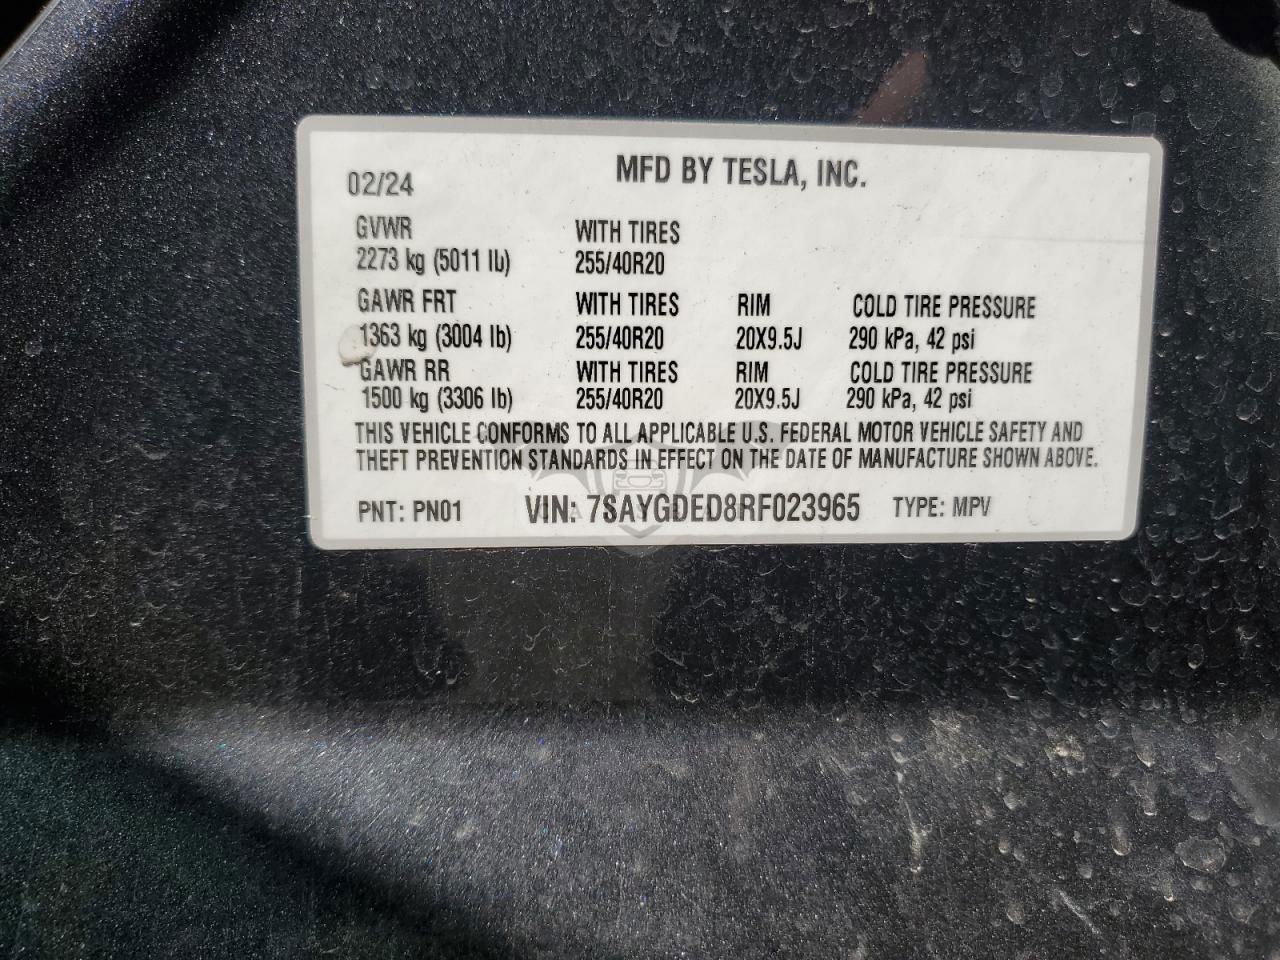 MFD BY TESLA, INC.
02/24
GVWR WITH TIRES
2273 kg (5011 lb) 255/40R20
GAWR FRT WITH TIRES RIM COLD TIRE PRESSURE
1363 kg (3004 lb) 255/40R20 20X9.5J 290 kPa, 42 psi
GAWR RR WITH TIRES RIM COLD TIRE PRESSURE
1500 kg (3306 lb) 255/40R20 20X9.5J 290 kPa, 42 psi
THIS VEHICLE CONFORMS TO ALL APPLICABLE U.S. FEDERAL MOTOR VEHICLE SAFETY AND
THEFT PREVENTION STANDARDS IN EFFECT ON THE DATE OF MANUFACTURE SHOWN ABOVE.
PNT: PN01 VIN: 7SAYGDED8RF023965 TYPE: MPV